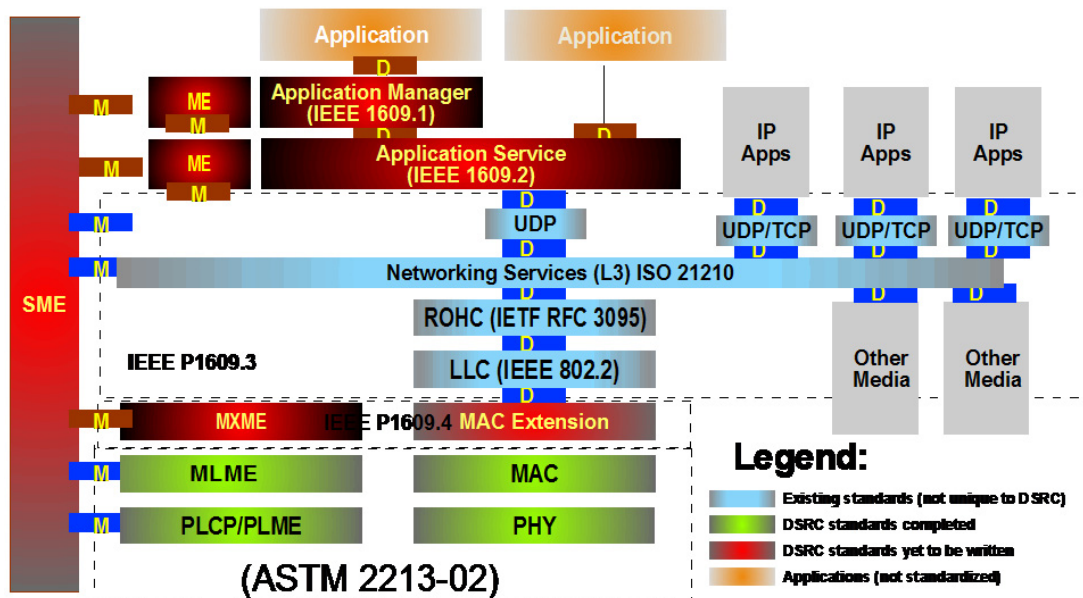 Application
Application
D
Application Manager
(IEEE 1609.1)
ME
M
M
D
D
Application Service
(IEEE 1609.2)
ME
M
M
IP
Apps
IP
Apps
IP
Apps
D
D
D
D
M
UDP
UDP/TCP
UDP/TCP
UDP/TCP
D
D
D
D
M
Networking Services (L3) ISO 21210
SME
D
D
D
ROHC (IETF RFC 3095)
D
IEEE P1609.3
LLC (IEEE 802.2)
Other
Media
Other
Media
D
M
MXME
IEEE P1609.4
MAC Extension
M
MLME
MAC
M
PLCP/PLME
PHY
(ASTM 2213-02)
Legend:
Existing standards (not unique to DSRC)
DSRC standards completed
DSRC standards yet to be written
Applications (not standardized)